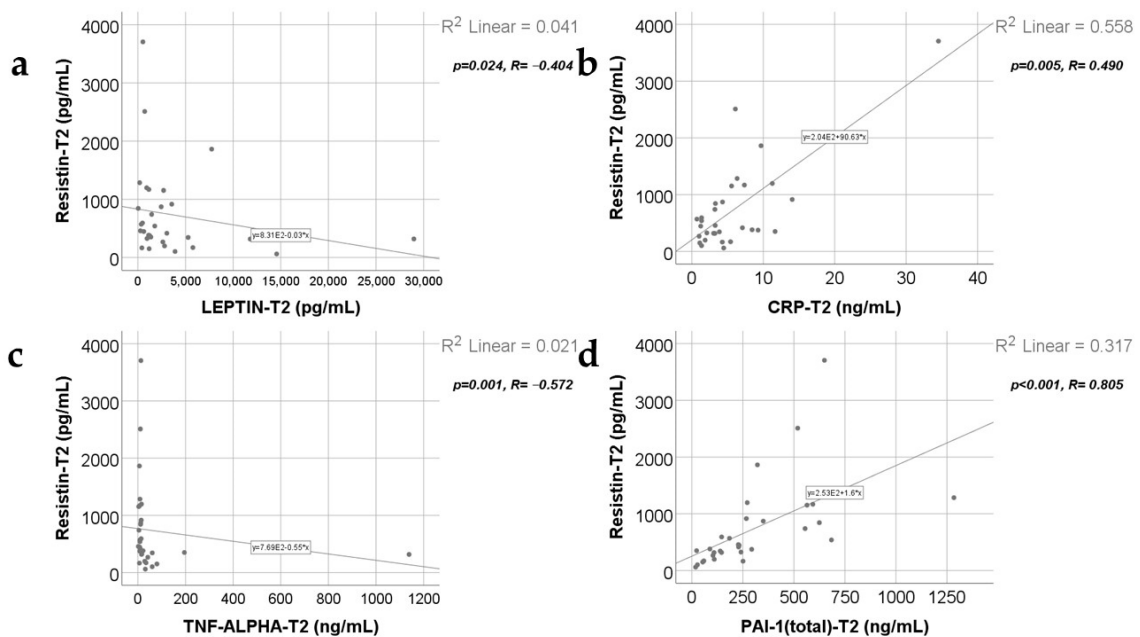 a
R² Linear = 0.041
p=0.024, R= −0.404
Resistin-T2 (pg/mL)
4000
3000
2000
1000
0
y=8.31E2-0.03*x
0 5,000 10,000 15,000 20,000 25,000 30,000
LEPTIN-T2 (pg/mL)
b
R² Linear = 0.558
p=0.005, R= 0.490
Resistin-T2 (pg/mL)
4000
3000
2000
1000
0
y=2.04E2+90.63*x
0 10 20 30 40
CRP-T2 (ng/mL)
c
R² Linear = 0.021
p=0.001, R= −0.572
Resistin-T2 (pg/mL)
4000
3000
2000
1000
0
y=7.69E2-0.55*x
0 200 400 600 800 1000 1200
TNF-ALPHA-T2 (ng/mL)
d
R² Linear = 0.317
p<0.001, R= 0.805
Resistin-T2 (pg/mL)
4000
3000
2000
1000
0
y=2.53E2+1.6*x
0 250 500 750 1000 1250
PAI-1(total)-T2 (ng/mL)